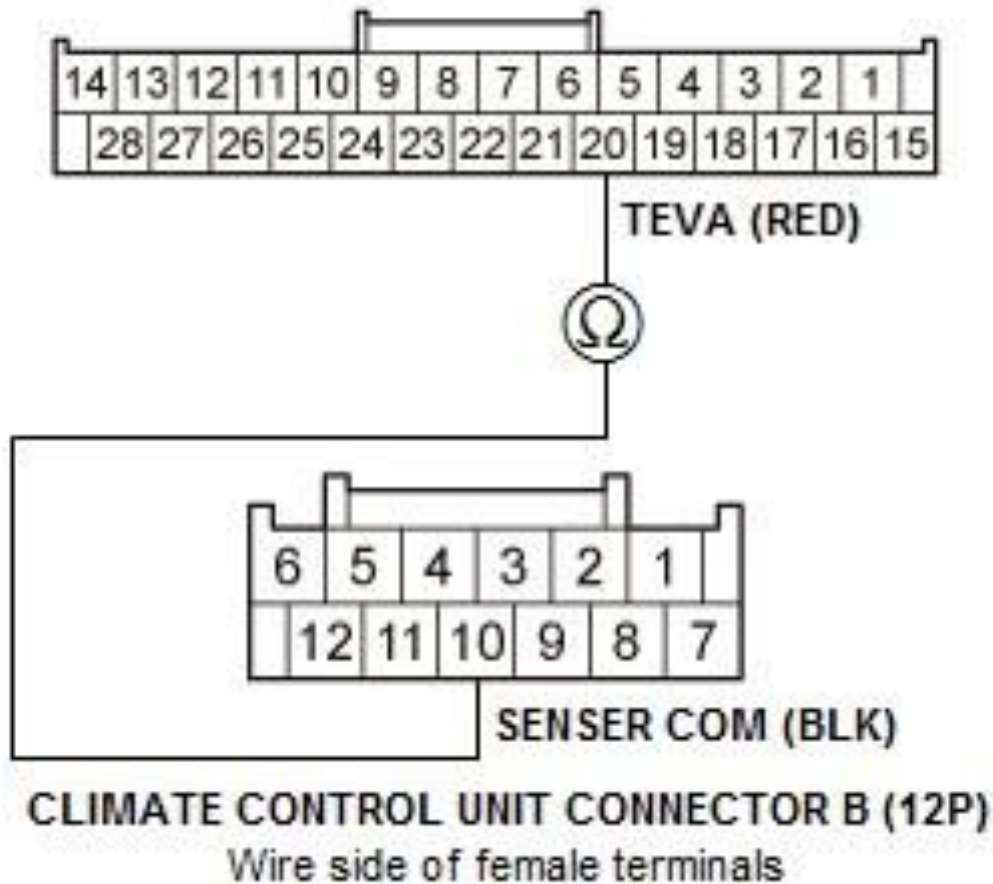 14 13 12 11 10 9 8 7 6 5 4 3 2 1
28 27 26 25 24 23 22 21 20 19 18 17 16 15
TEVA (RED)
Ω
6 5 4 3 2 1
12 11 10 9 8 7
SENSER COM (BLK)
CLIMATE CONTROL UNIT CONNECTOR B (12P)
Wire side of female terminals